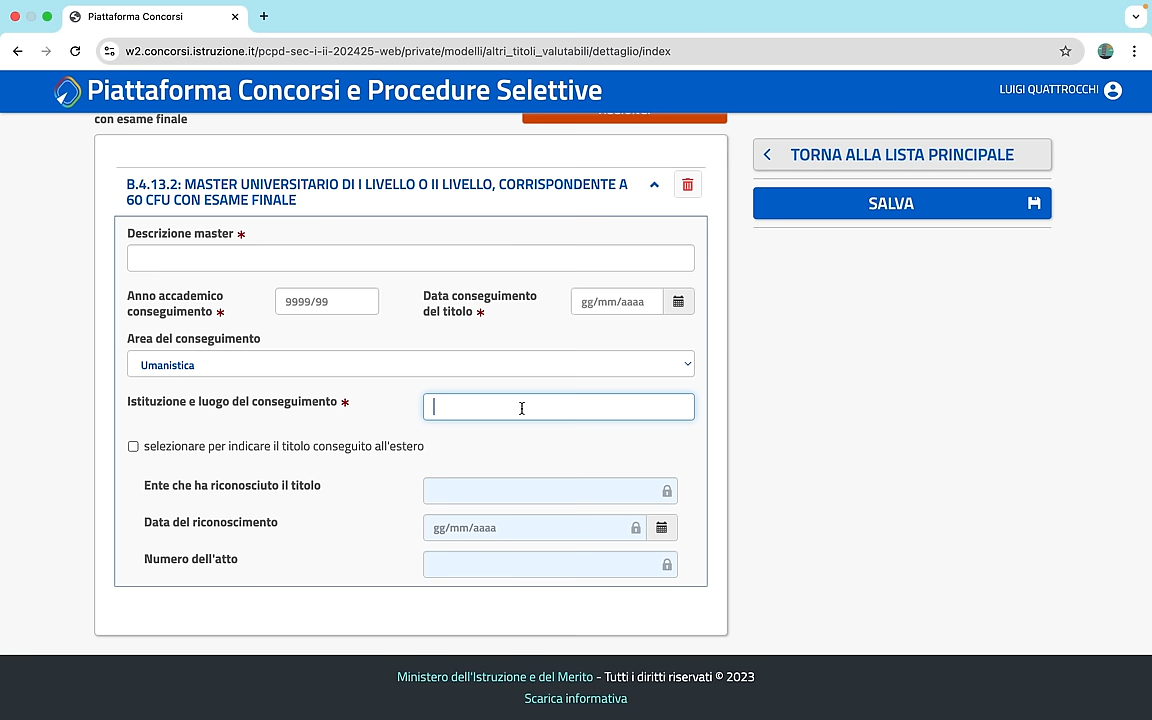 Piattaforma Concorsi
w2.concorsi.istruzione.it/pcpd-sec-i-ii-202425-web/private/modelli/altri_titoli_valutabili/dettaglio/index
Piattaforma Concorsi e Procedure Selettive
LUIGI QUATTROCCHI
con esame finale
TORNA ALLA LISTA PRINCIPALE
SALVA
B.4.13.2: MASTER UNIVERSITARIO DI I LIVELLO O II LIVELLO, CORRISPONDENTE A
60 CFU CON ESAME FINALE
Descrizione master *
Anno accademico
conseguimento *
9999/99
Data conseguimento
del titolo *
gg/mm/aaaa
Area del conseguimento
Umanistica
Istituzione e luogo del conseguimento *
selezionare per indicare il titolo conseguito all'estero
Ente che ha riconosciuto il titolo
Data del riconoscimento
gg/mm/aaaa
Numero dell'atto
Ministero dell'Istruzione e del Merito - Tutti i diritti riservati © 2023
Scarica informativa